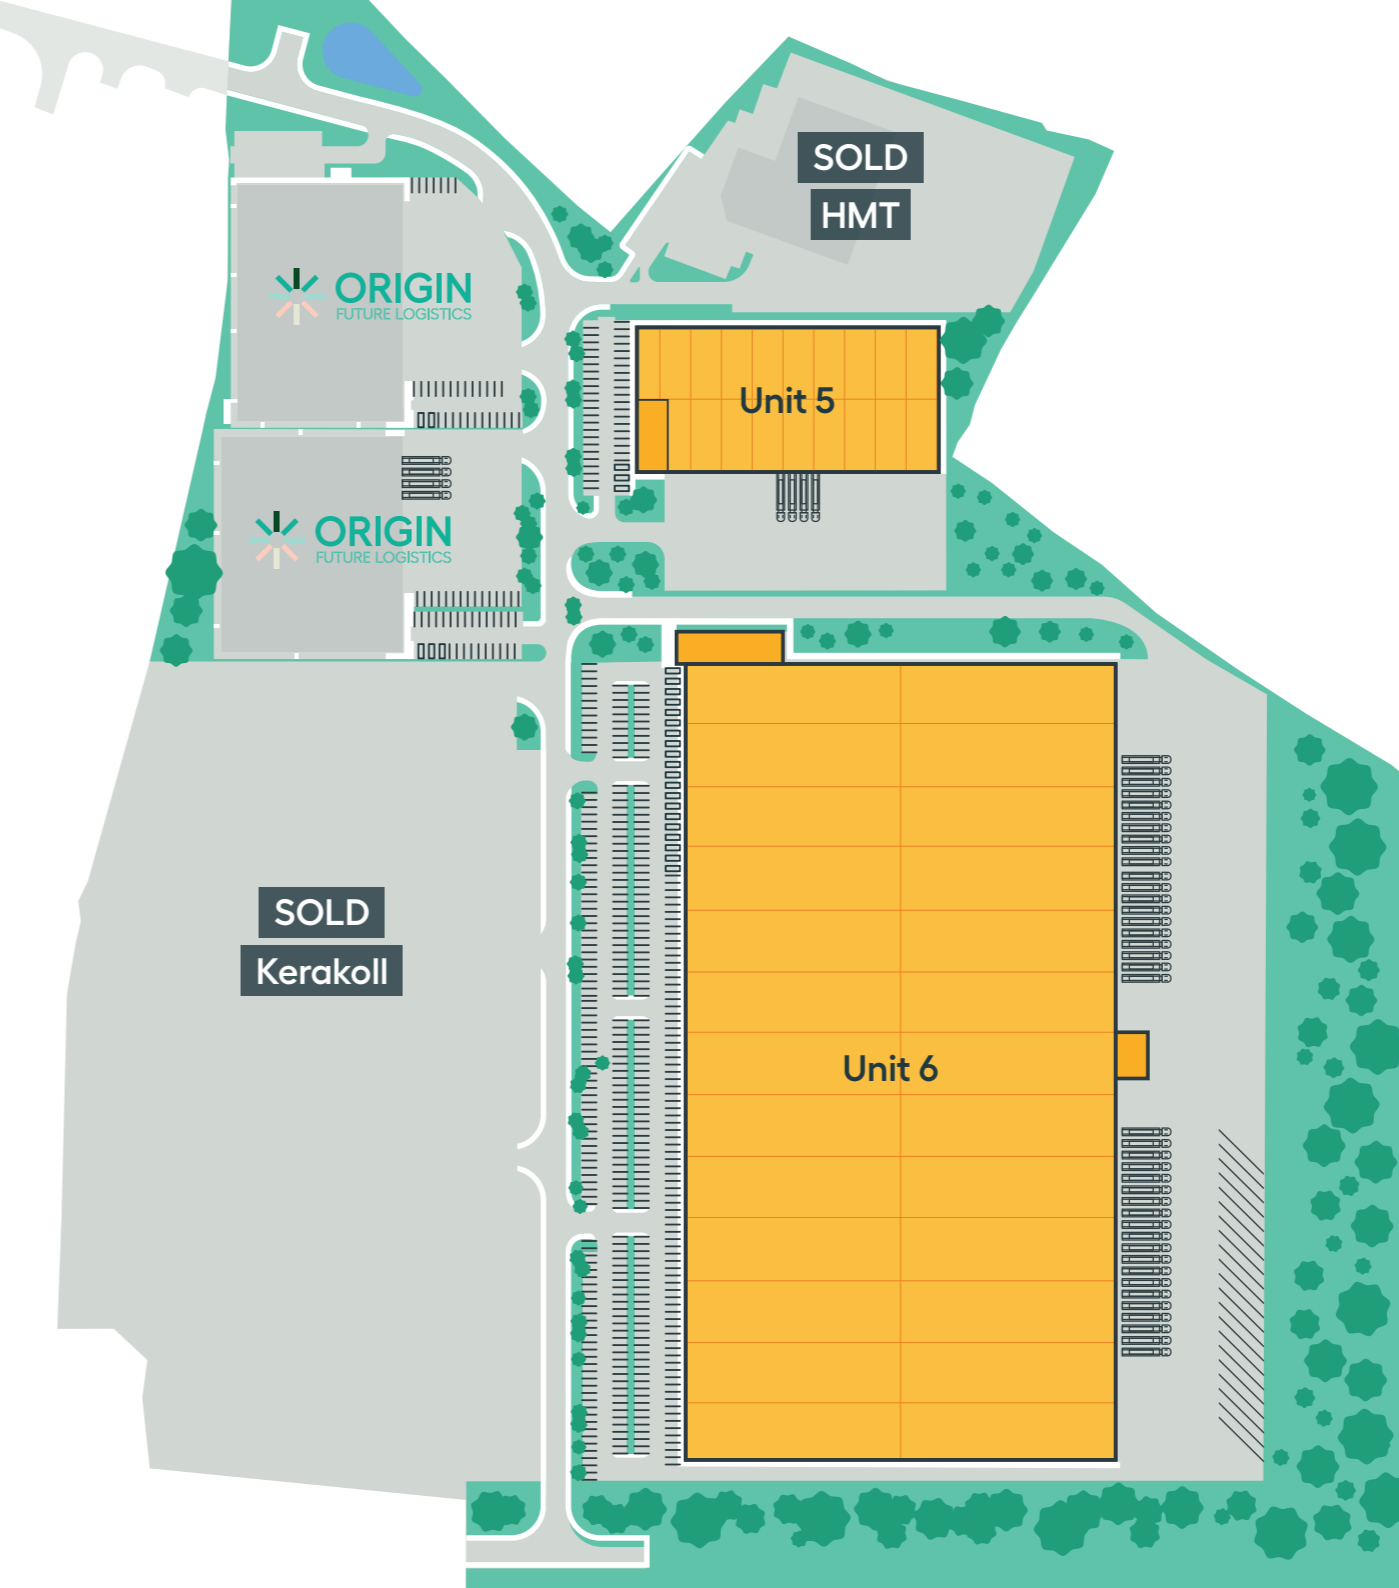 SOLD
HMT
ORIGIN
FUTURE LOGISTICS
Unit 5
ORIGIN
FUTURE LOGISTICS
SOLD
Kerakoll
Unit 6